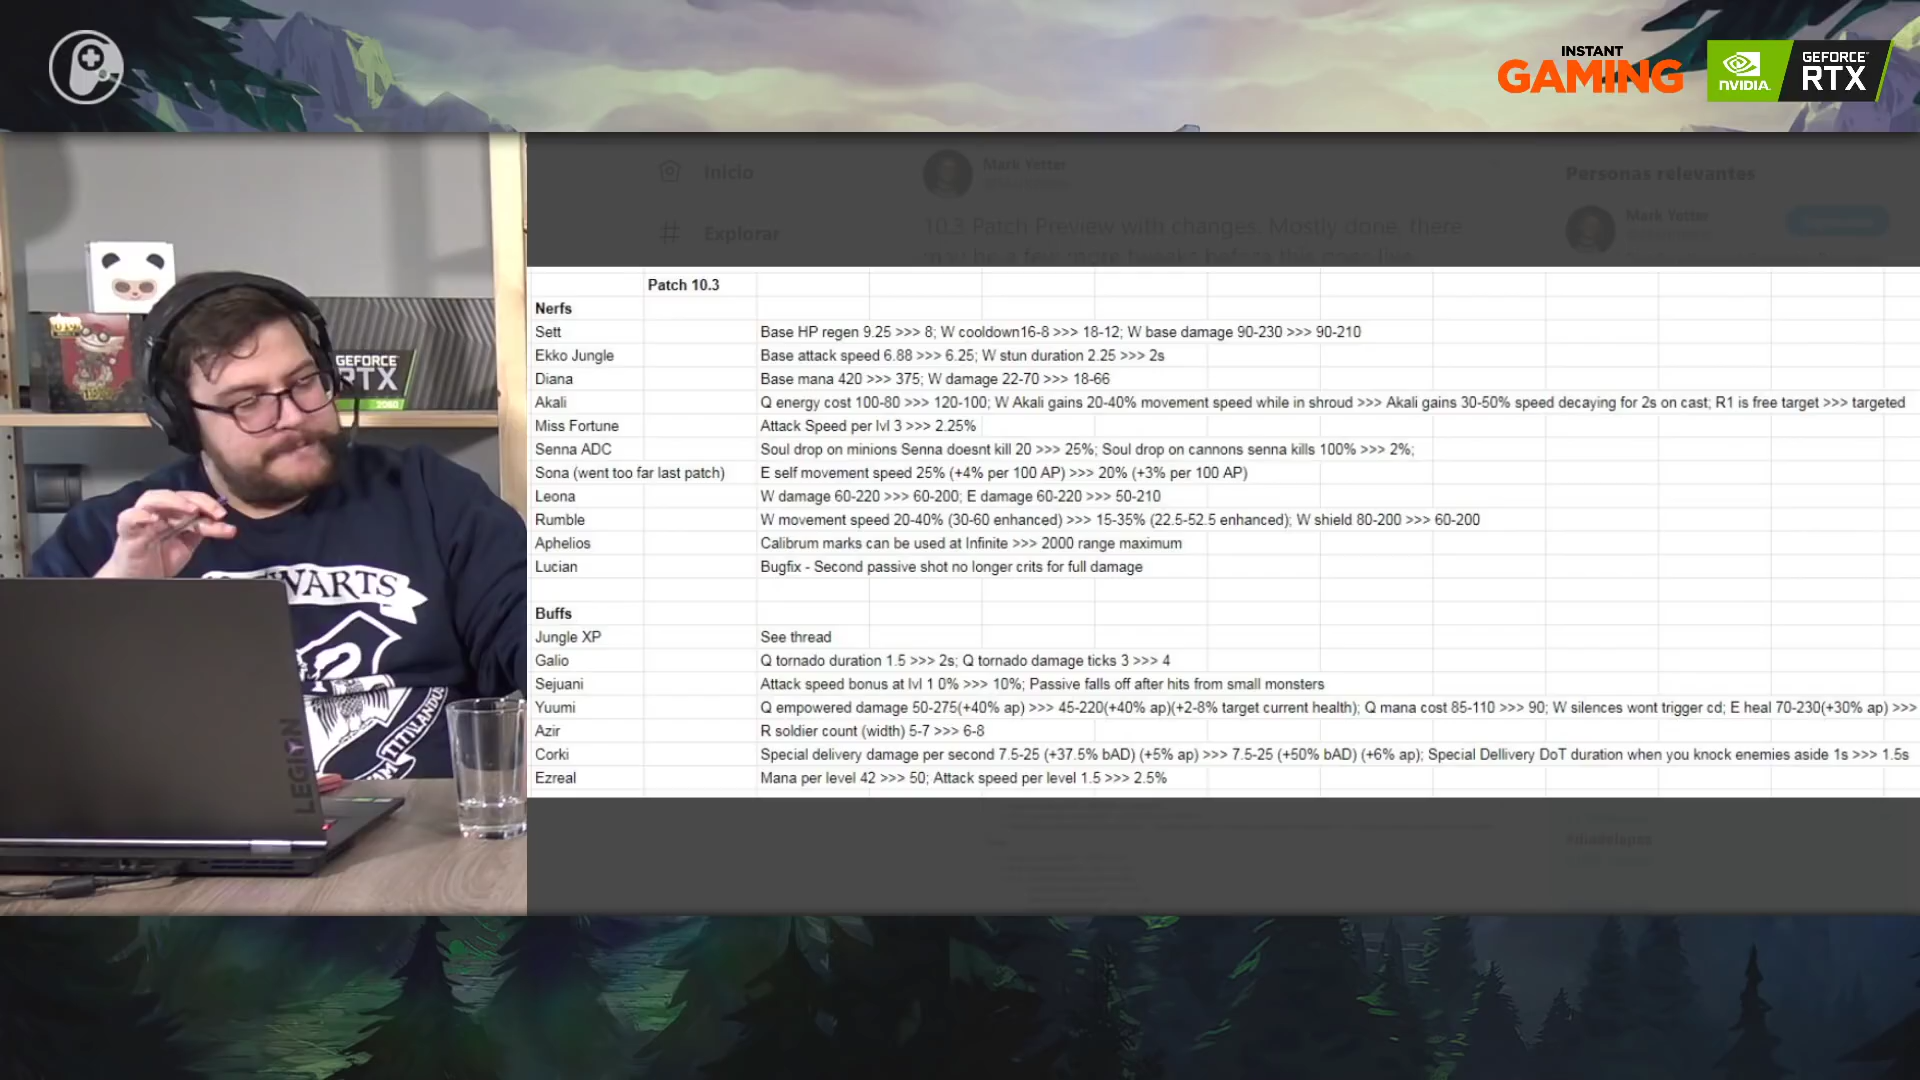 INSTANT
GAMING
NVIDIA.
GEFORCE
RTX
Inicio
Mark Yetter
Personas relevantes
Explorar
10.3 Patch Preview with changes. Mostly done, there
may be a few more tweaks before this goes live
Mark Yetter
Patch 10.3
Nerfs
Sett Base HP regen 9.25 >>> 8; W cooldown16-8 >>> 18-12; W base damage 90-230 >>> 90-210
Ekko Jungle Base attack speed 6.88 >>> 6.25; W stun duration 2.25 >>> 2s
Diana Base mana 420 >>> 375; W damage 22-70 >>> 18-66
Akali Q energy cost 100-80 >>> 120-100; W Akali gains 20-40% movement speed while in shroud >>> Akali gains 30-50% speed decaying for 2s on cast; R1 is free target >>> targeted
Miss Fortune Attack Speed per lvl 3 >>> 2.25%
Senna ADC Soul drop on minions Senna doesnt kill 20 >>> 25%; Soul drop on cannons senna kills 100% >>> 2%;
Sona (went too far last patch) E self movement speed 25% (+4% per 100 AP) >>> 20% (+3% per 100 AP)
Leona W damage 60-220 >>> 60-200; E damage 60-220 >>> 50-210
Rumble W movement speed 20-40% (30-60 enhanced) >>> 15-35% (22.5-52.5 enhanced); W shield 80-200 >>> 60-200
Aphelios Calibrum marks can be used at Infinite >>> 2000 range maximum
Lucian Bugfix - Second passive shot no longer crits for full damage
Buffs
Jungle XP See thread
Galio Q tornado duration 1.5 >>> 2s; Q tornado damage ticks 3 >>> 4
Sejuani Attack speed bonus at lvl 1 0% >>> 10%; Passive falls off after hits from small monsters
Yuumi Q empowered damage 50-275(+40% ap) >>> 45-220(+40% ap)(+2-8% target current health); Q mana cost 85-110 >>> 90; W silences wont trigger cd; E heal 70-230(+30% ap) >>>
Azir R soldier count (width) 5-7 >>> 6-8
Corki Special delivery damage per second 7.5-25 (+37.5% bAD) (+5% ap) >>> 7.5-25 (+50% bAD) (+6% ap); Special Dellivery DoT duration when you knock enemies aside 1s >>> 1.5s
Ezreal Mana per level 42 >>> 50; Attack speed per level 1.5 >>> 2.5%
GEFORCE
RTX
WARTS
TITILLANDUS
LEGION